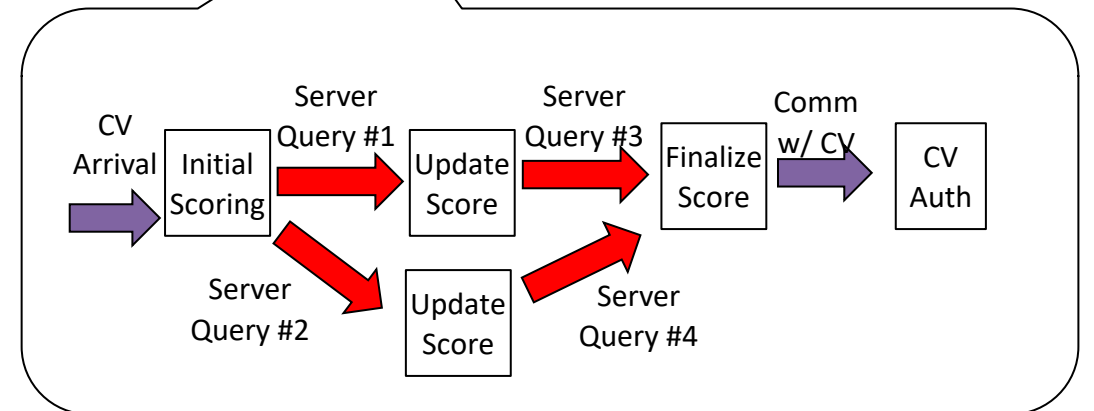 CV
Arrival
Initial
Scoring
Server
Query #1
Update
Score
Server
Query #3
Finalize
Score
Comm
w/ CV
CV
Auth
Server
Query #2
Update
Score
Server
Query #4